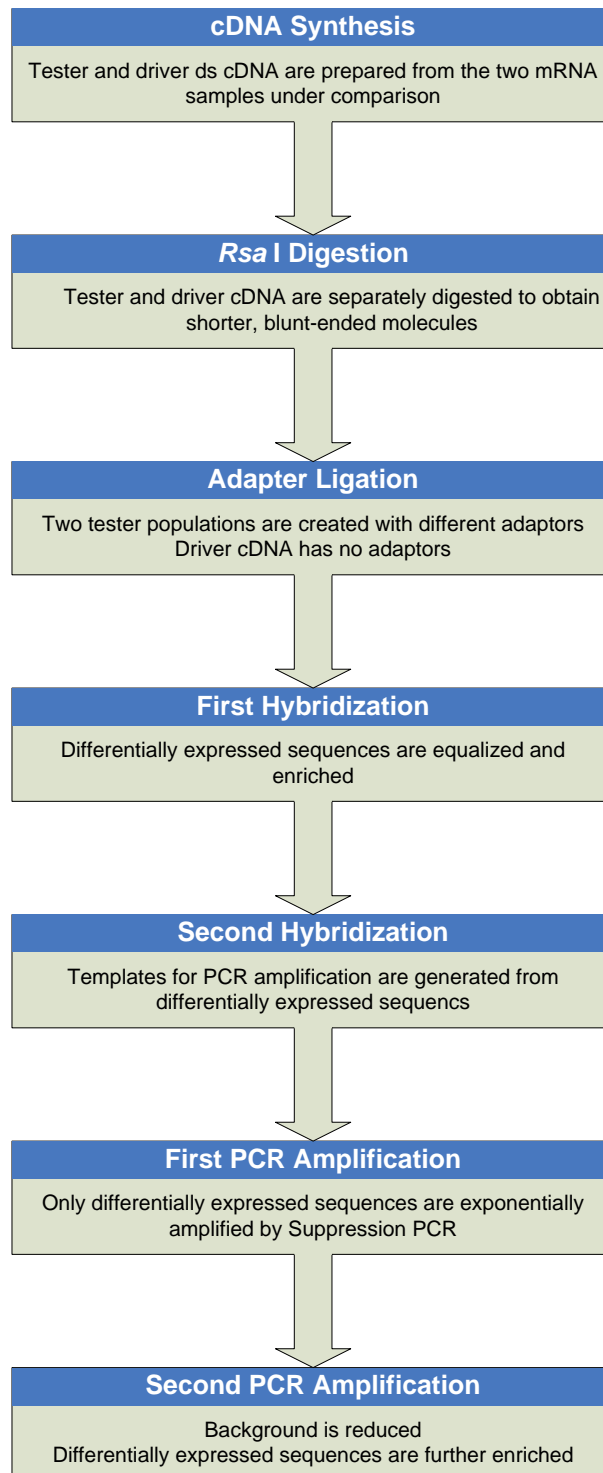 cDNA Synthesis
Tester and driver ds cDNA are prepared from the two mRNA
samples under comparison
Rsa I Digestion
Tester and driver cDNA are separately digested to obtain
shorter, blunt-ended molecules
Adapter Ligation
Two tester populations are created with different adaptors
Driver cDNA has no adaptors
First Hybridization
Differentially expressed sequences are equalized and
enriched
Second Hybridization
Templates for PCR amplification are generated from
differentially expressed sequencs
First PCR Amplification
Only differentially expressed sequences are exponentially
amplified by Suppression PCR
Second PCR Amplification
Background is reduced
Differentially expressed sequences are further enriched